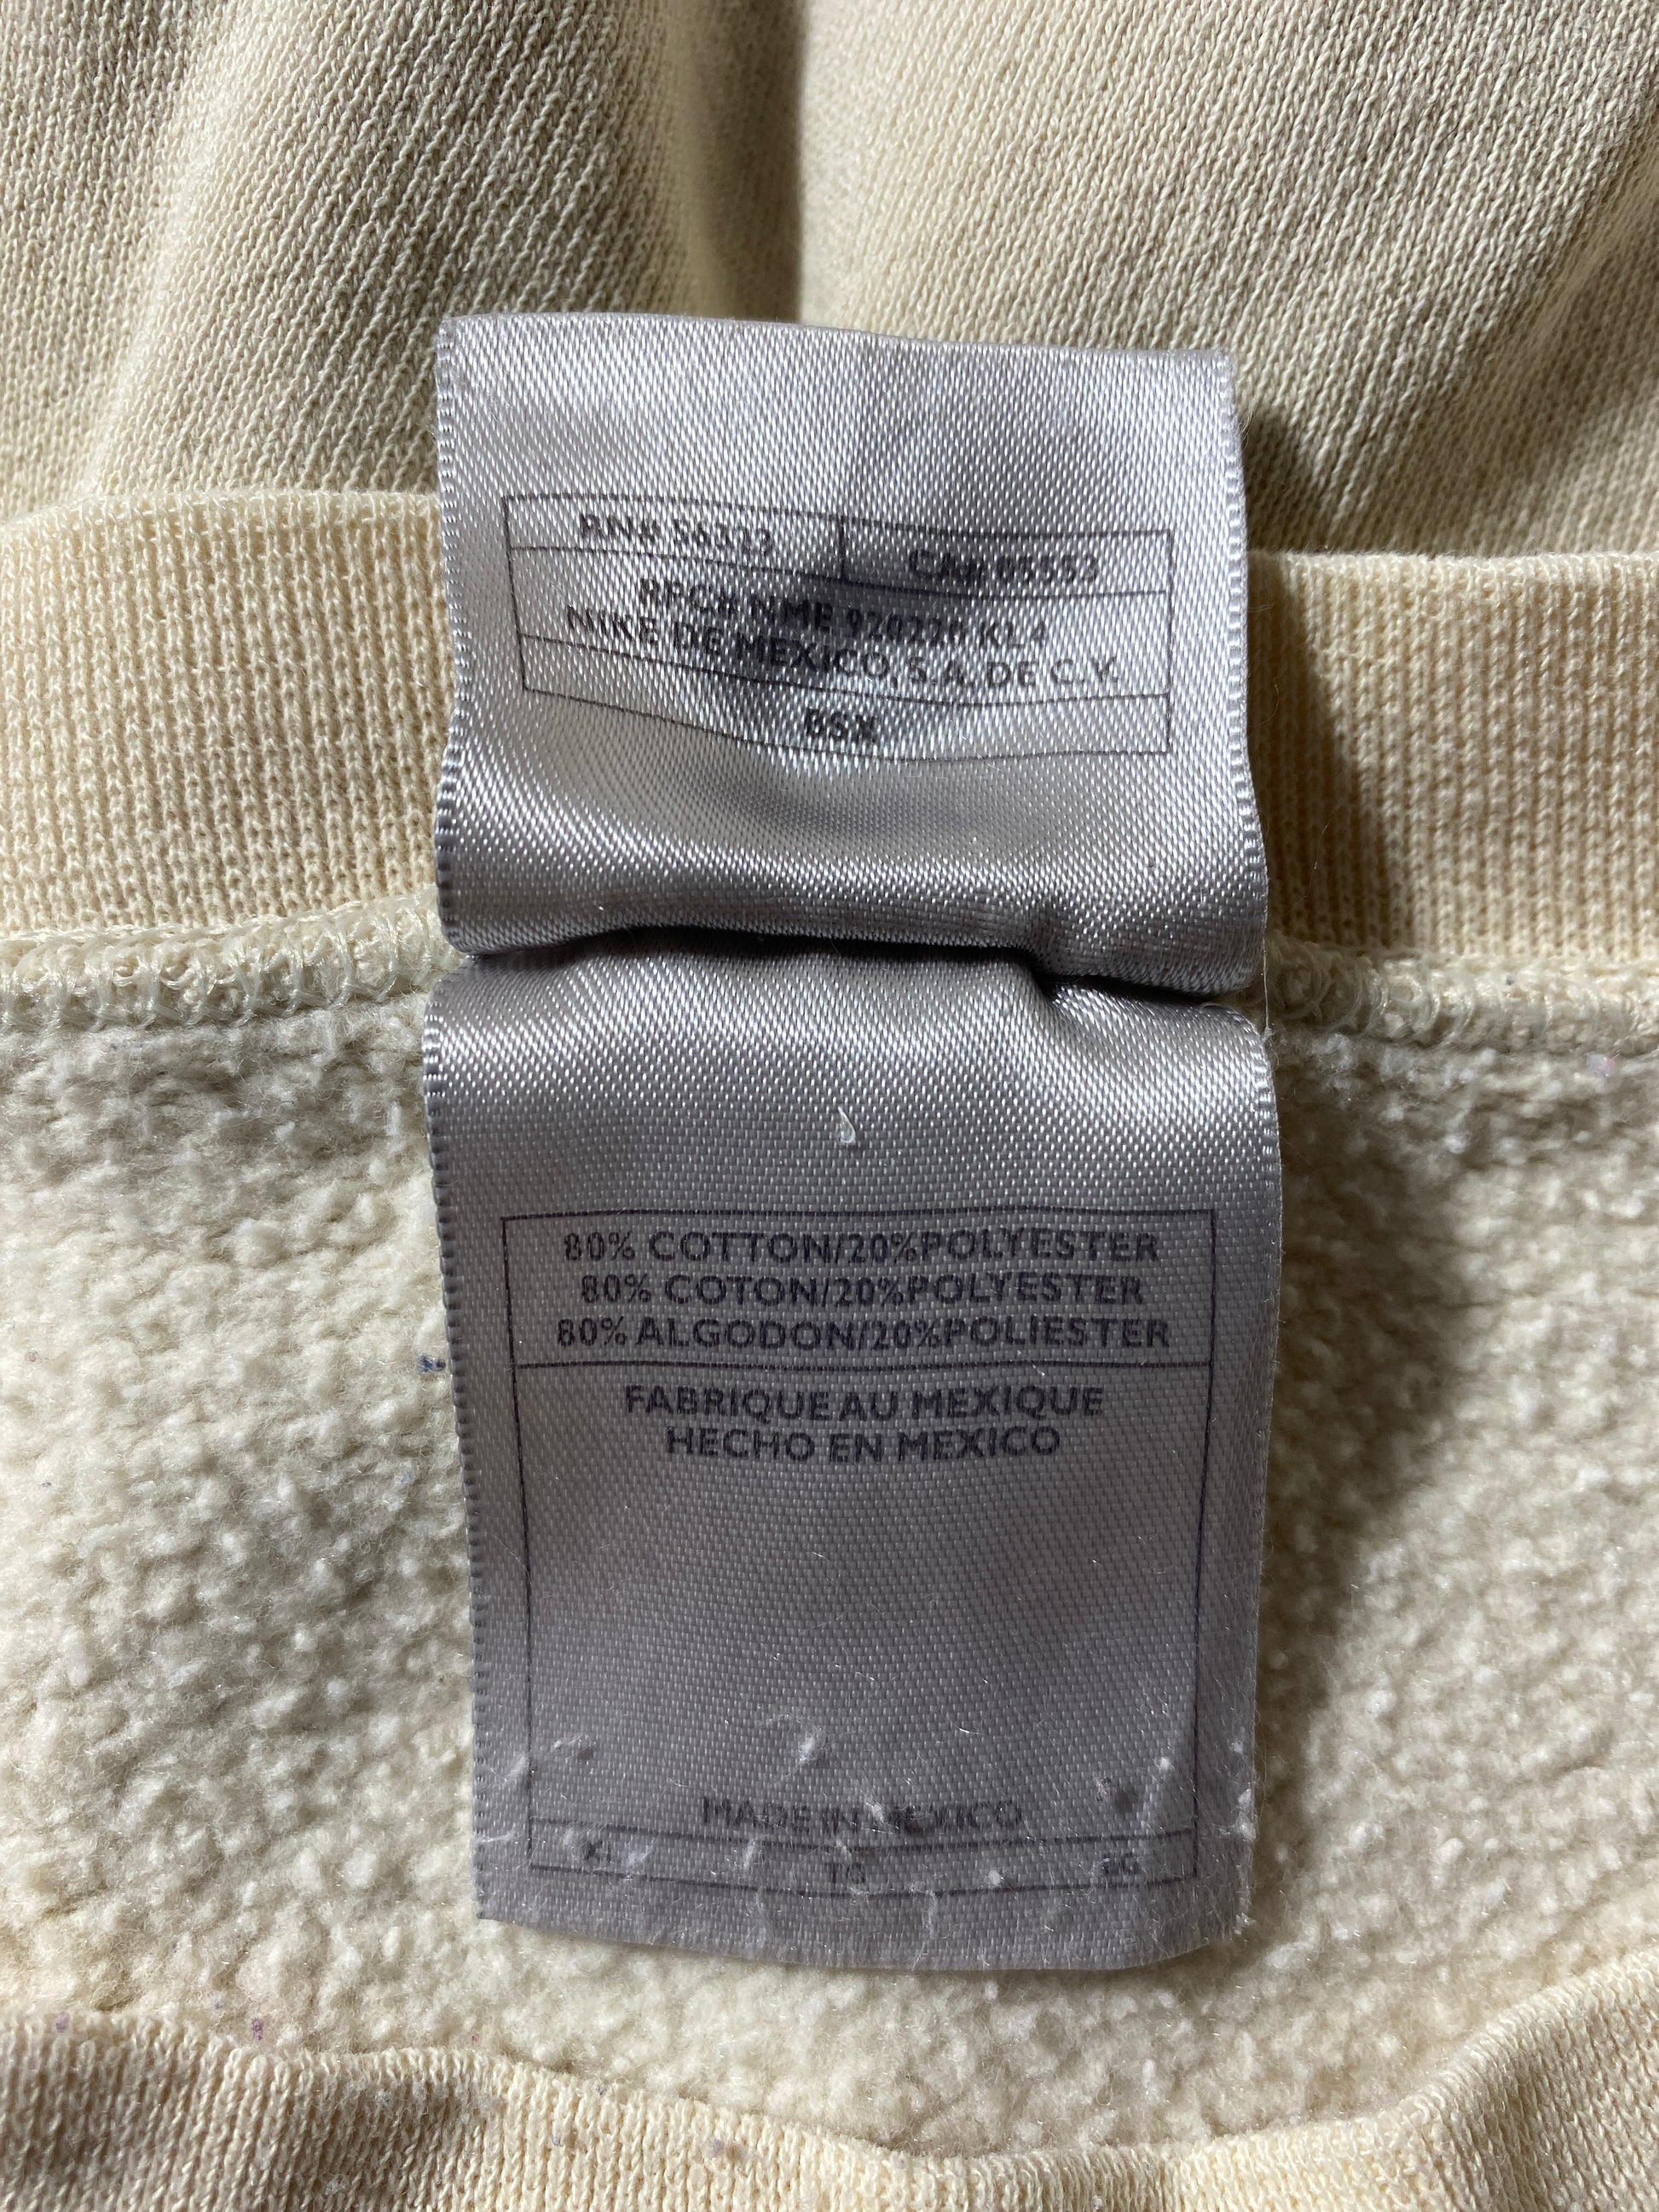 RN# 56323 CA# 05553
RFC# NME 920220 KZ4
NIKE DE MEXICO, S.A. DE C.V.
BSX
80% COTTON/20%POLYESTER
80% COTON/20%POLYESTER
80% ALGODON/20%POLIESTER
FABRIQUE AU MEXIQUE
HECHO EN MEXICO
MADE IN MEXICO
XL TG EG